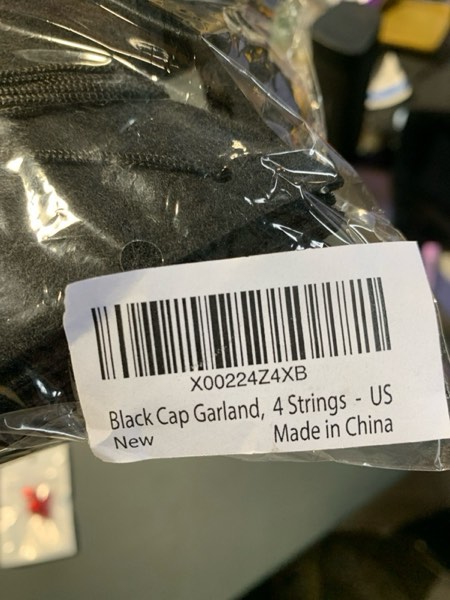 X00224Z4XB
Black Cap Garland, 4 Strings - US
New
Made in China